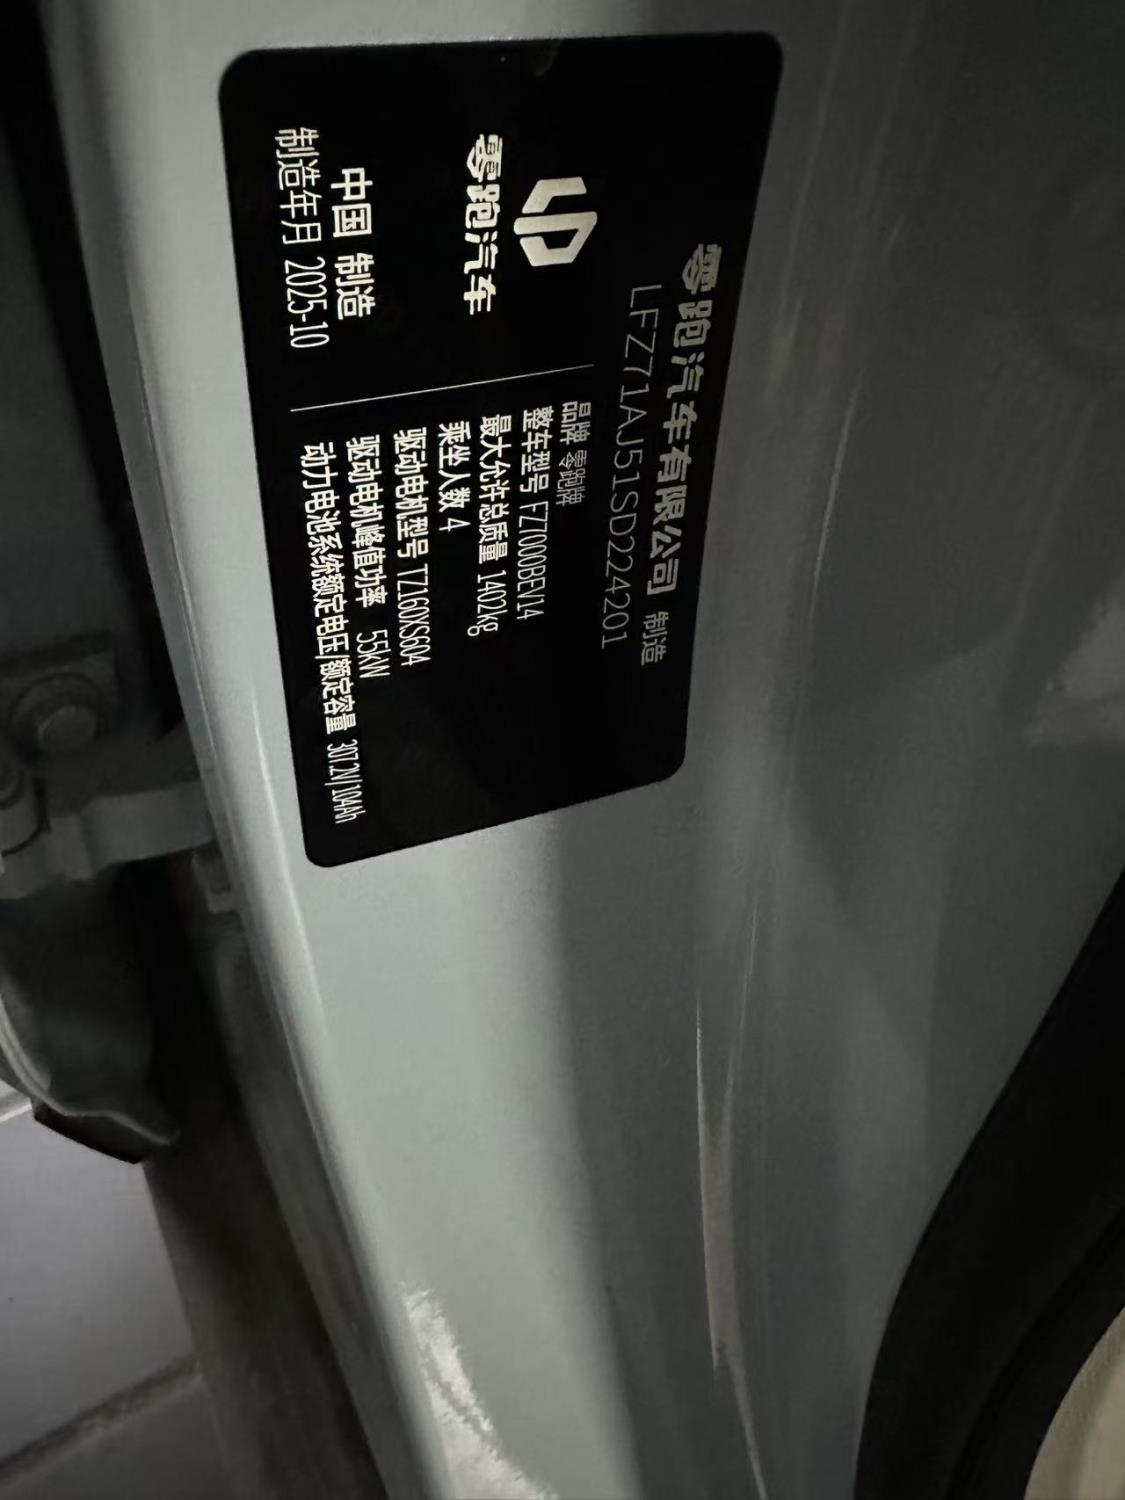 零跑汽车有限公司 制造
LFZ71AJ51SD224201
零跑汽车
中国 制造
制造年月 2025-10
品牌 零跑牌
整车型号 FZ7000BEV14
最大允许总质量 1402kg
乘坐人数 4
驱动电机型号 TZ160XS604
驱动电机峰值功率 55kW
动力电池系统额定电压/额定容量 307.2V/104Ah